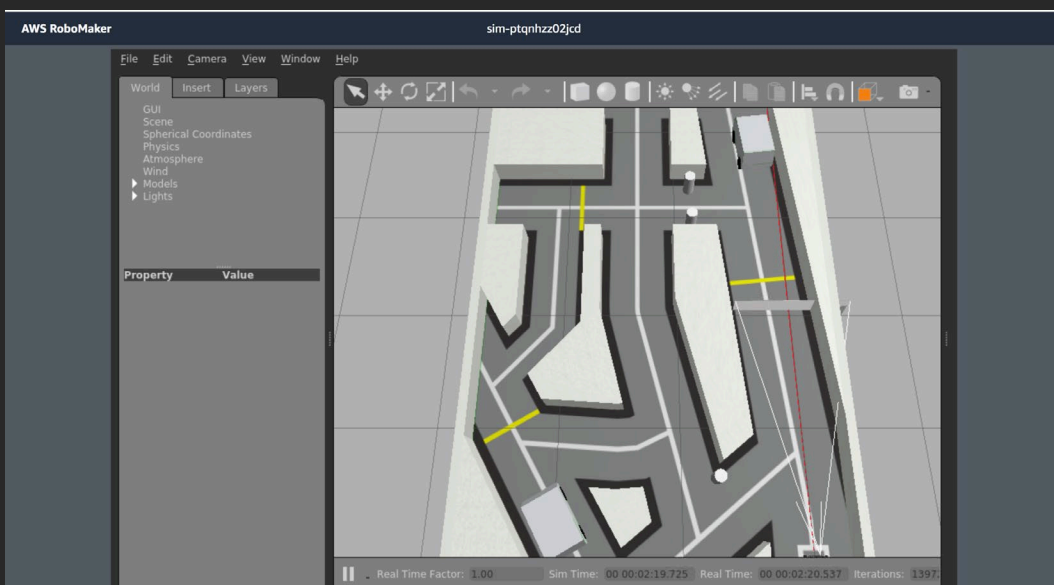 AWS RoboMaker sim-ptqnhzz02jcd
File Edit Camera View Window Help
World Insert Layers
GUI
Scene
Spherical Coordinates
Physics
Atmosphere
Wind
Models
Lights
Property Value
Real Time Factor: 1.00 Sim Time: 00 00:02:19.725 Real Time: 00 00:02:20.537 Iterations: 1397